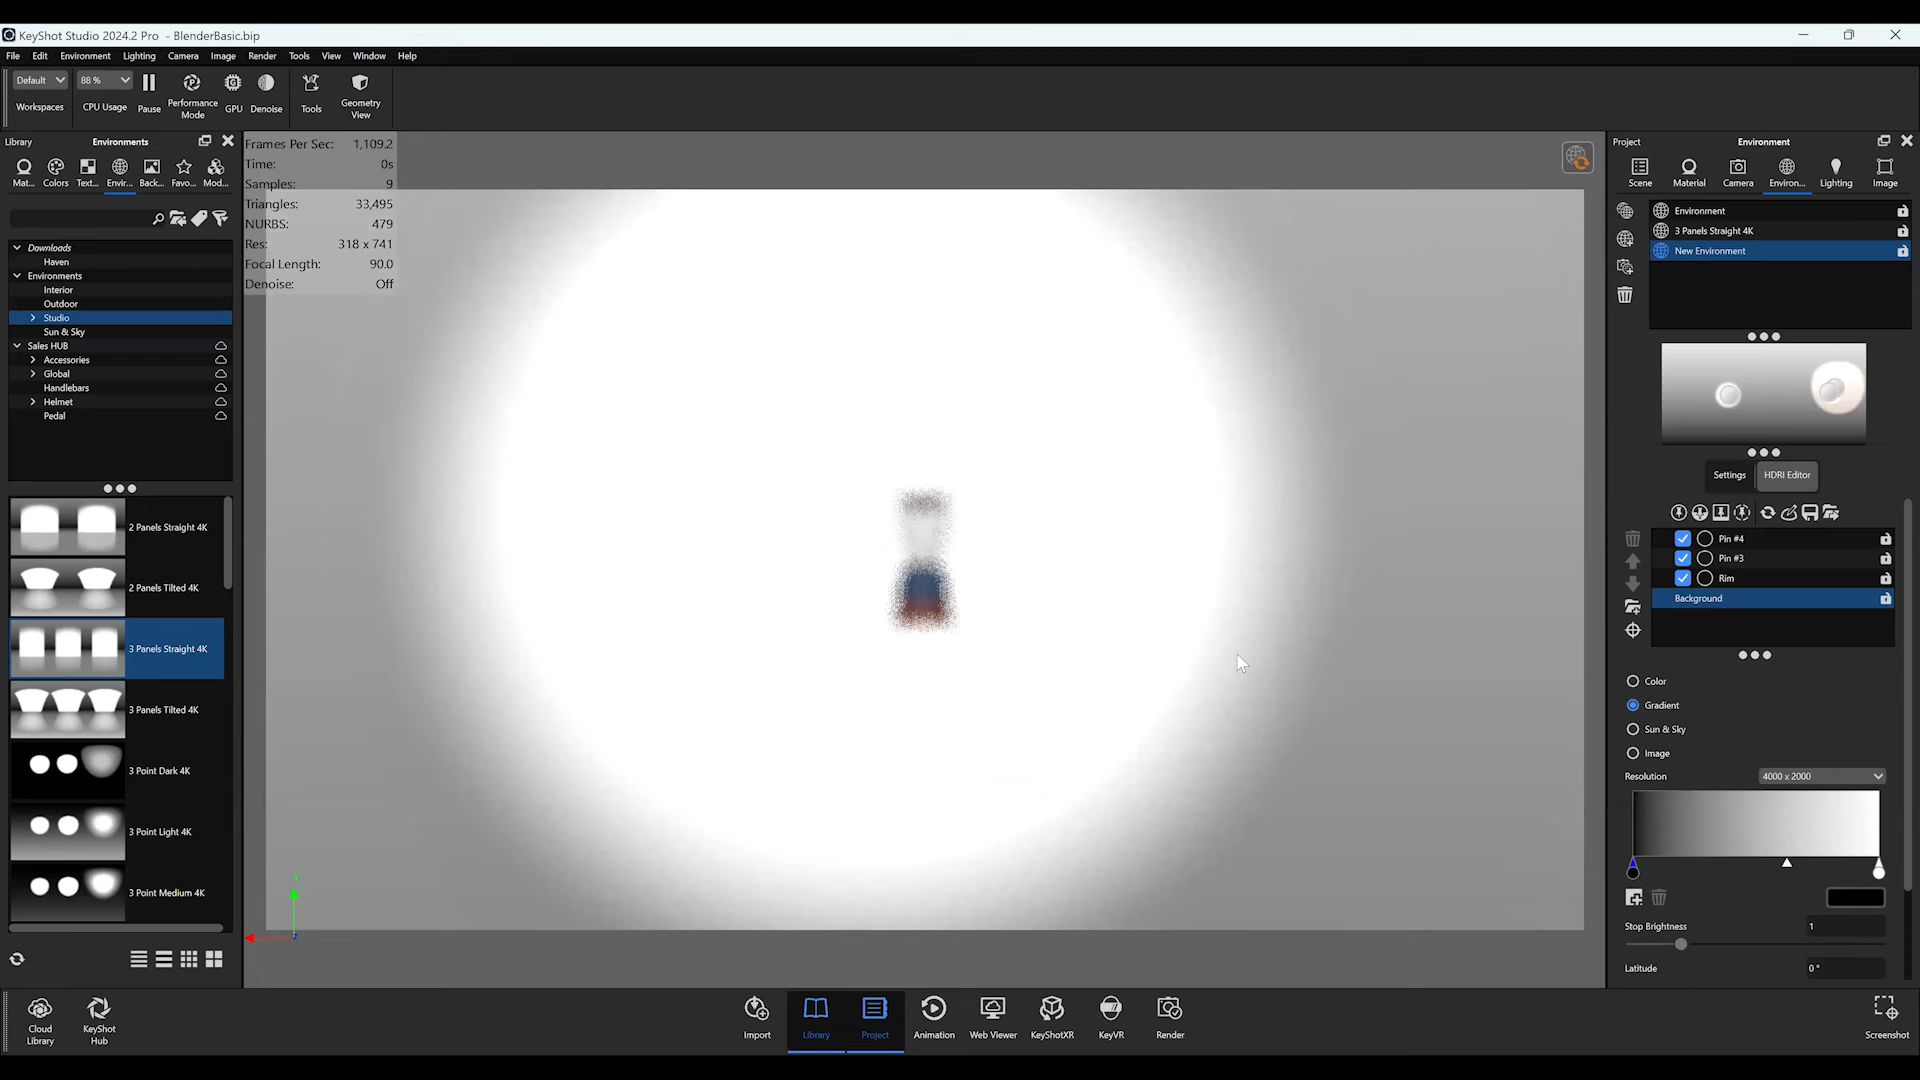 KeyShot Studio 2024.2 Pro - BlenderBasic.bip
File Edit Environment Lighting Camera Image Render Tools View Window Help
Default
88 %
Workspaces
CPU Usage
Pause
Performance Mode
GPU
Denoise
Tools
Geometry View
Library
Environments
Mat...
Colors
Text...
Envir...
Back...
Favo...
Mod...
Downloads
Haven
Environments
Interior
Outdoor
Studio
Sun & Sky
Sales HUB
Accessories
Global
Handlebars
Helmet
Pedal
2 Panels Straight 4K
2 Panels Tilted 4K
3 Panels Straight 4K
3 Panels Tilted 4K
3 Point Dark 4K
3 Point Light 4K
3 Point Medium 4K
Frames Per Sec: 1,109.2
Time: 0s
Samples: 9
Triangles: 33,495
NURBS: 479
Res: 318 x 741
Focal Length: 90.0
Denoise: Off
Project
Environment
Scene
Material
Camera
Environ...
Lighting
Image
Environment
3 Panels Straight 4K
New Environment
Settings
HDRI Editor
Pin #4
Pin #3
Rim
Background
Color
Gradient
Sun & Sky
Image
Resolution 4000 x 2000
Stop Brightness 1
Latitude 0°
Cloud Library
KeyShot Hub
Import
Library
Project
Animation
Web Viewer
KeyShotXR
KeyVR
Render
Screenshot